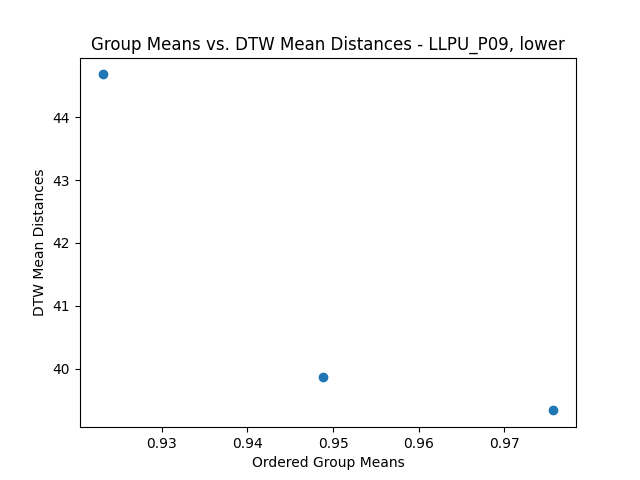 Group Means vs. DTW Mean Distances - LLPU_P09, lower
DTW Mean Distances
44
43
42
41
40
0.93 0.94 0.95 0.96 0.97
Ordered Group Means